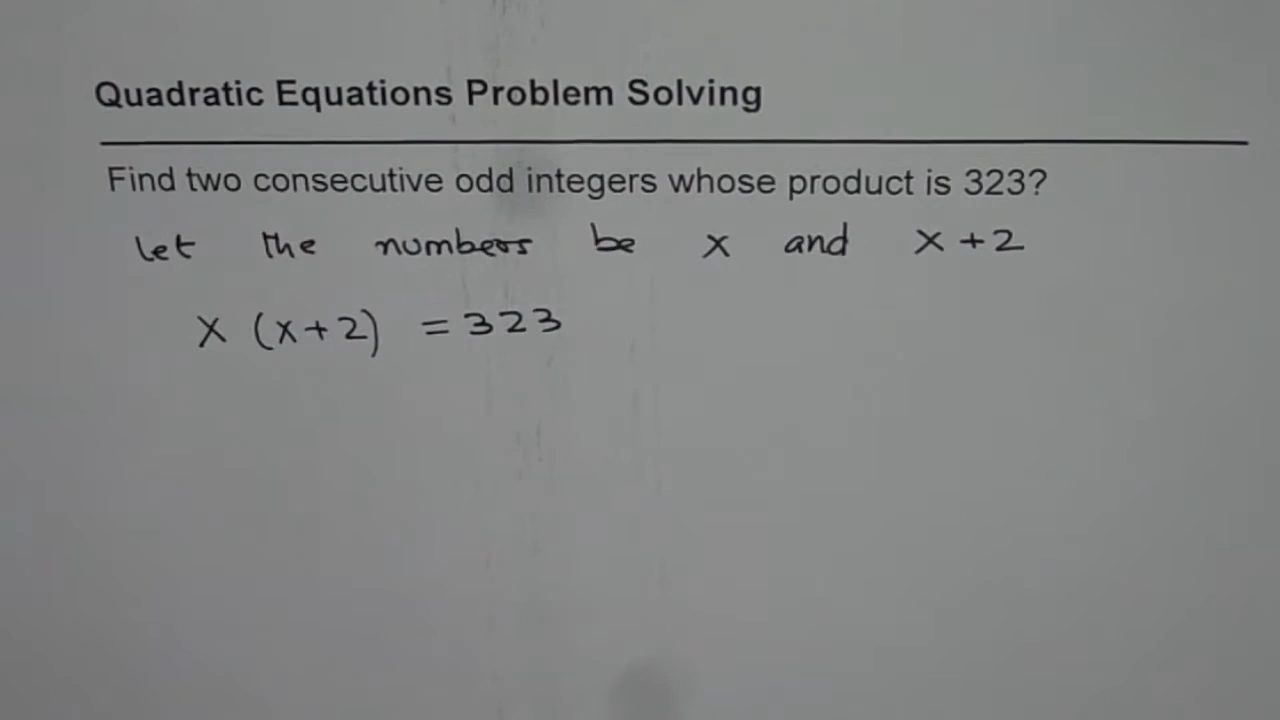 Quadratic Equations Problem Solving
Find two consecutive odd integers whose product is 323?
let the numbers be x and x+2
x (x+2) = 323